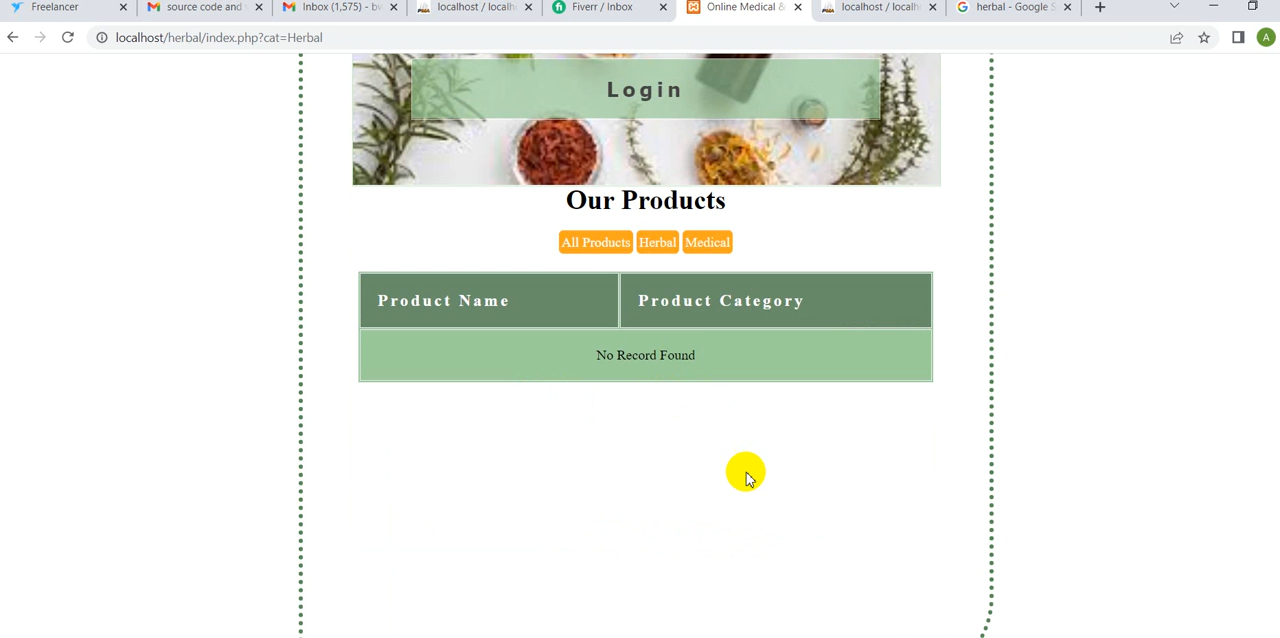 Freelancer
source code and
Inbox (1,575) - bw
localhost / localh
Fiverr / Inbox
Online Medical &
localhost / localh
herbal - Google S
localhost/herbal/index.php?cat=Herbal
A
Login
Our Products
All Products Herbal Medical
Product Name Product Category
No Record Found